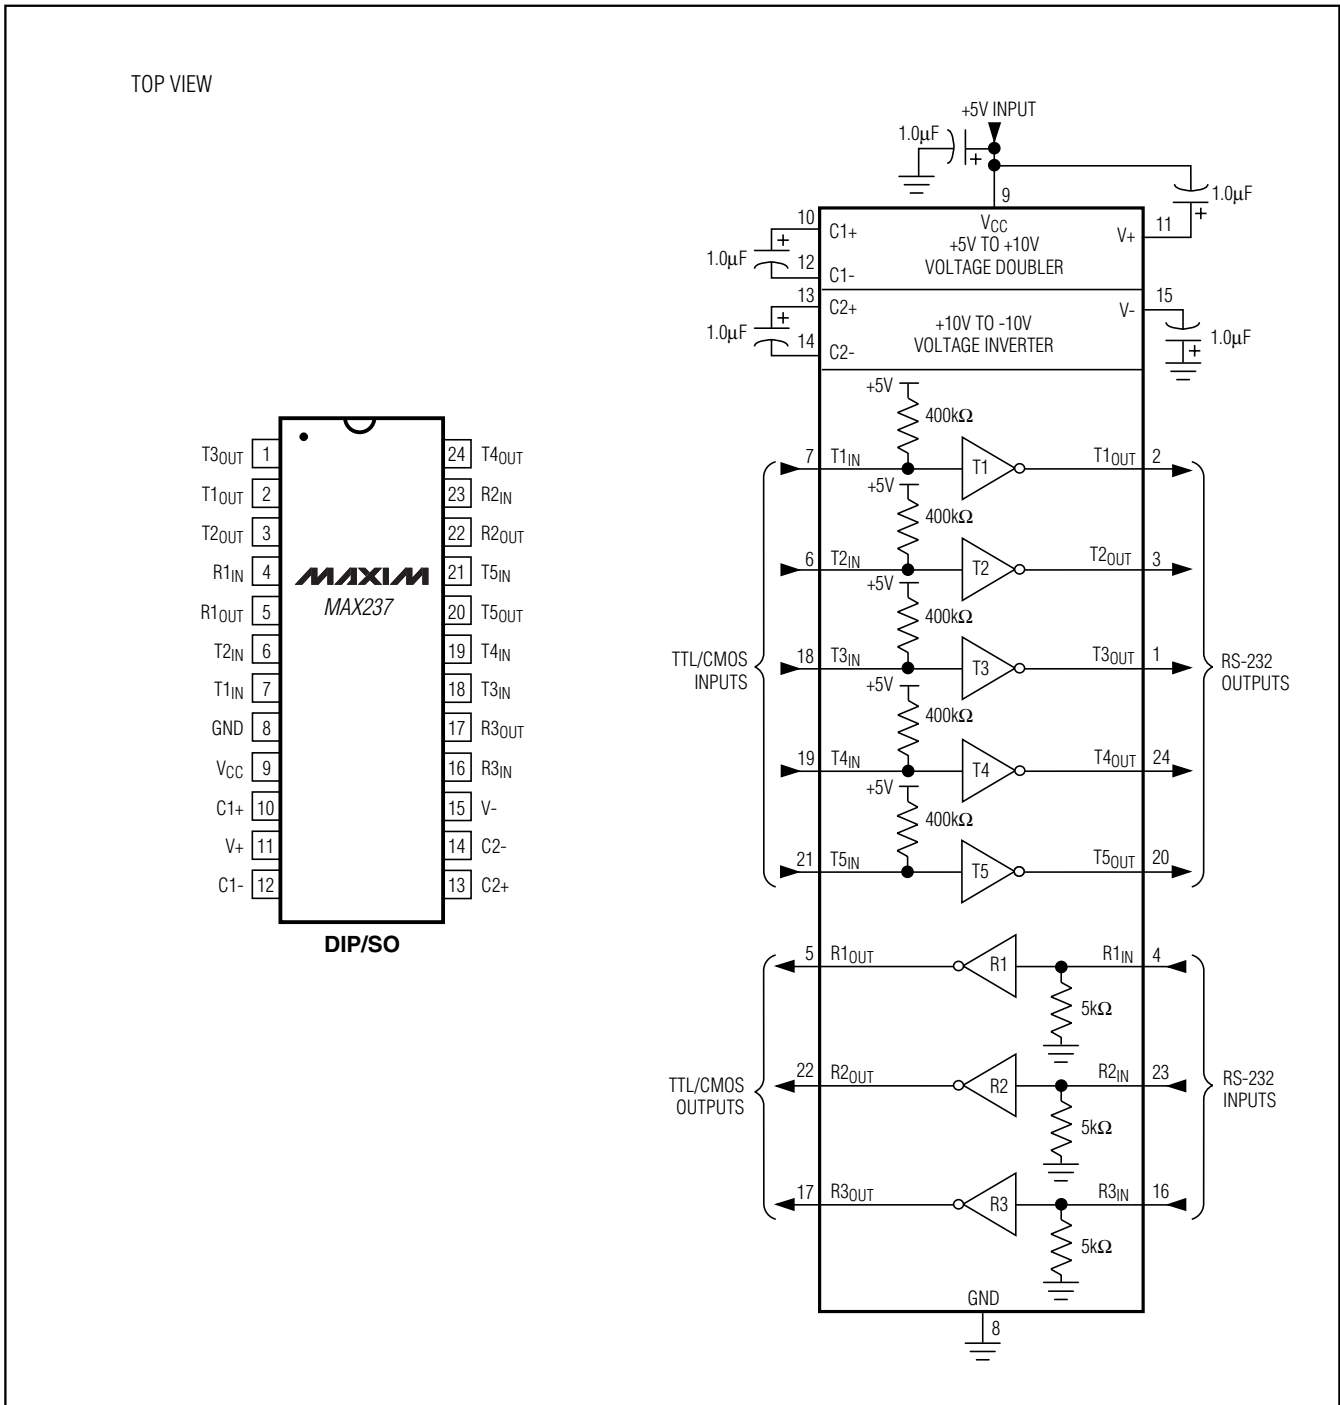 TOP VIEW
T3OUT 1
T1OUT 2
T2OUT 3
R1IN 4
R1OUT 5
T2IN 6
T1IN 7
GND 8
VCC 9
C1+ 10
V+ 11
C1- 12
24 T4OUT
23 R2IN
22 R2OUT
21 T5IN
20 T5OUT
19 T4IN
18 T3IN
17 R3OUT
16 R3IN
15 V-
14 C2-
13 C2+
MAXIM
MAX237
DIP/SO
+5V INPUT
1.0μF
+
9
1.0μF
+
10
C1+
VCC
+5V TO +10V
VOLTAGE DOUBLER
V+
11
1.0μF
+
12
C1-
13
C2+
+10V TO -10V
VOLTAGE INVERTER
V-
15
1.0μF
+
14
C2-
1.0μF
+
+5V
400kΩ
7 T1IN T1 T1OUT 2
+5V
400kΩ
6 T2IN T2 T2OUT 3
+5V
400kΩ
18 T3IN T3 T3OUT 1
TTL/CMOS
INPUTS
RS-232
OUTPUTS
+5V
400kΩ
19 T4IN T4 T4OUT 24
+5V
400kΩ
21 T5IN T5 T5OUT 20
5 R1OUT R1 R1IN 4
5kΩ
22 R2OUT R2 R2IN 23
TTL/CMOS
OUTPUTS
RS-232
INPUTS
5kΩ
17 R3OUT R3 R3IN 16
5kΩ
GND
8